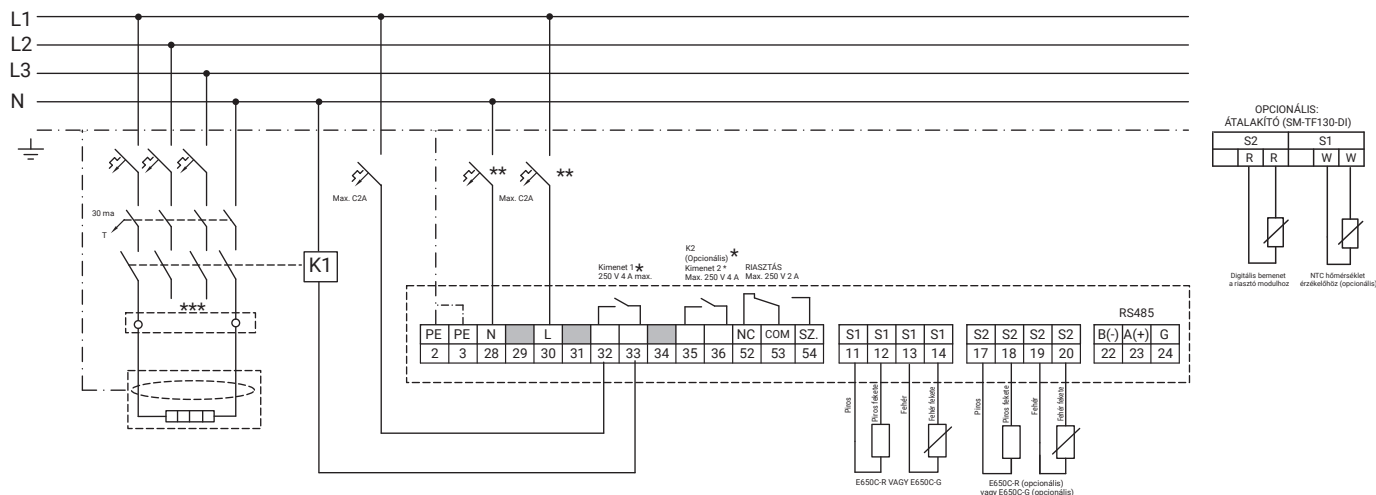 L1
L2
L3
N
OPCIONÁLIS:
ÁTALAKÍTÓ (SM-TF130-DI)
S2 S1
R R W W
** **
Max. C2A Max. C2A
30 ma
T
K1
***
Kimenet 1 *
250 V 4 A max.
K2
(Opcionális) *
Kimenet 2 *
Max. 250 V 4 A
RIASZTÁS
Max. 250 V 2 A
Digitális bemenet
a riasztó modulhoz
NTC hőmérséklet
érzékelőhöz (opcionális)
RS485
PE PE N L NC COM SZ. S1 S1 S1 S1 S2 S2 S2 S2 B(-) A(+) G
2 3 28 29 30 31 32 33 34 35 36 52 53 54 11 12 13 14 17 18 19 20 22 23 24
Piros Piros fekete Fehér Fehér fekete Piros Piros fekete Fehér Fehér fekete
E650C-R VAGY E650C-G
E650C-R (opcionális)
vagy E650C-G (opcionális)